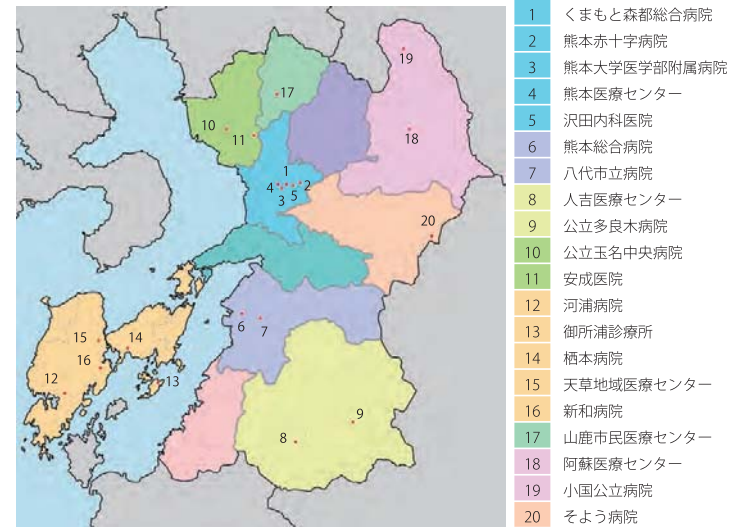 19
17
10
11
18
1
4 2
3 5
20
6 7
15 14
16
12 13
9
8
1 くまもと森都総合病院
2 熊本赤十字病院
3 熊本大学医学部附属病院
4 熊本医療センター
5 沢田内科医院
6 熊本総合病院
7 八代市立病院
8 人吉医療センター
9 公立多良木病院
10 公立玉名中央病院
11 安成医院
12 河浦病院
13 御所浦診療所
14 栖本病院
15 天草地域医療センター
16 新和病院
17 山鹿市民医療センター
18 阿蘇医療センター
19 小国公立病院
20 そよう病院